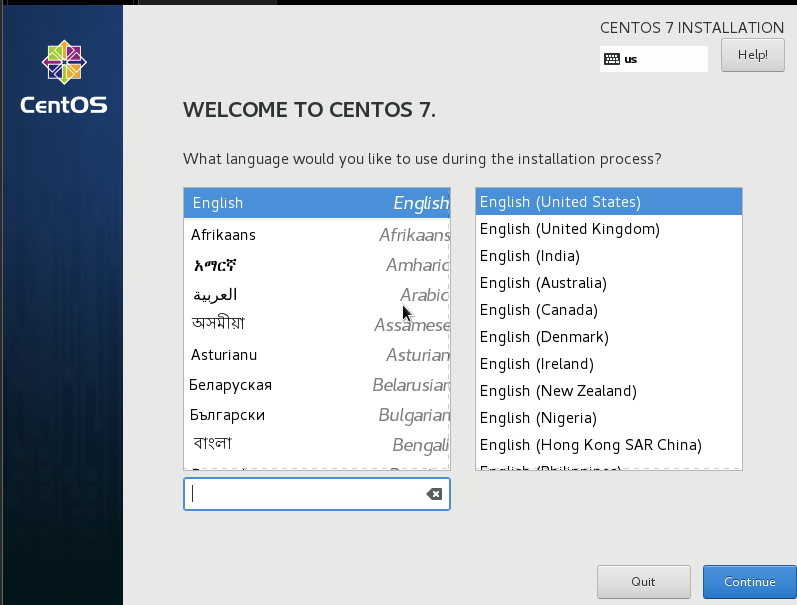 CENTOS 7 INSTALLATION
us
Help!
CentOS
WELCOME TO CENTOS 7.
What language would you like to use during the installation process?
English English
Afrikaans Afrikaans
አማርኛ Amharic
العربية Arabic
অসমীয়া Assamese
Asturianu Asturian
Беларуская Belarusian
Български Bulgarian
বাংলা Bengali
English (United States)
English (United Kingdom)
English (India)
English (Australia)
English (Canada)
English (Denmark)
English (Ireland)
English (New Zealand)
English (Nigeria)
English (Hong Kong SAR China)
English (Philippines)
Quit
Continue